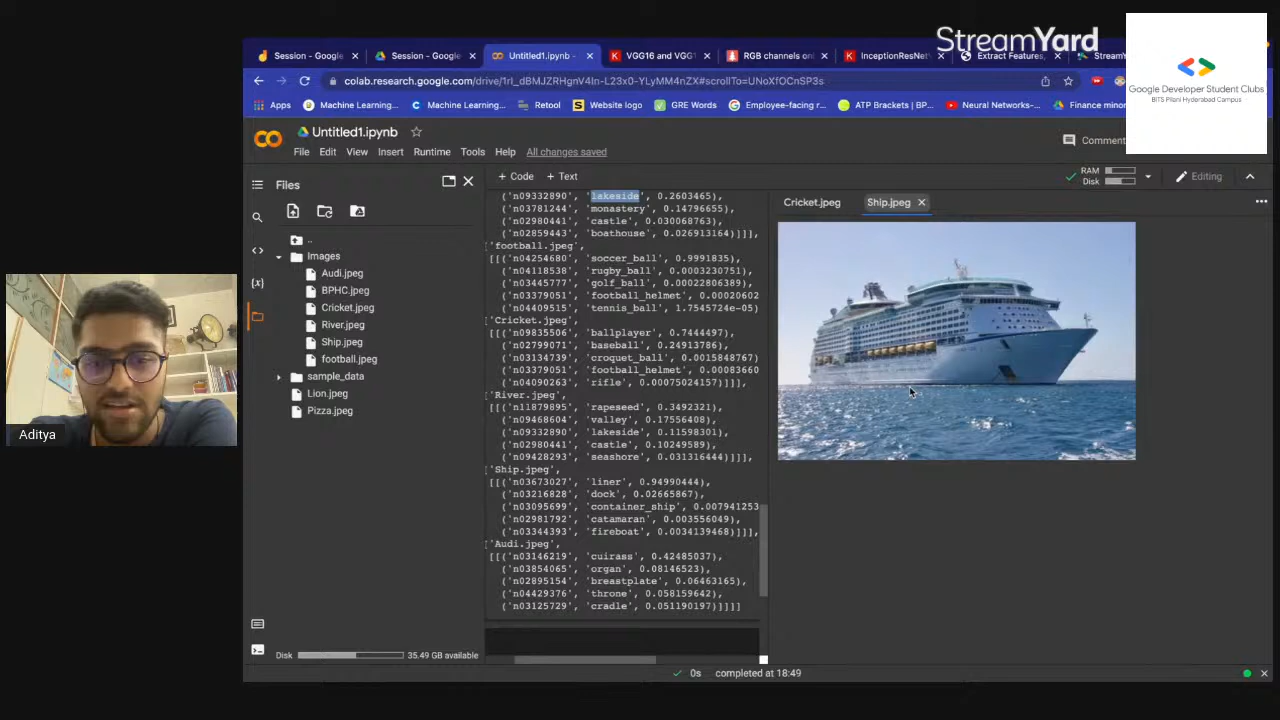 StreamYard
Google Developer Student Clubs
BITS Pilani Hyderabad Campus
Session - Google
Session - Google
Untitled1.ipynb -
VGG16 and VGG1
RGB channels on
InceptionResNet
Extract Features,
StreamY
colab.research.google.com/drive/1rI_dBMJZRHgnV4ln-L23x0-YLyMM4nZX#scrollTo=UNoXfOCnSP3s
Apps
Machine Learning...
Machine Learning...
Retool
Website logo
GRE Words
Employee-facing r...
ATP Brackets | BP...
Neural Networks-...
Finance minor
Untitled1.ipynb
File Edit View Insert Runtime Tools Help All changes saved
Comment
Files
+ Code + Text
RAM
Disk
Editing
..
Images
Audi.jpeg
BPHC.jpeg
Cricket.jpeg
River.jpeg
Ship.jpeg
football.jpeg
sample_data
Lion.jpeg
Pizza.jpeg
Disk 35.49 GB available
('n09332890', 'lakeside', 0.2603465),
('n03781244', 'monastery', 0.14796655),
('n02980441', 'castle', 0.030068763),
('n02859443', 'boathouse', 0.026913164)]]],
['football.jpeg',
[[('n04254680', 'soccer_ball', 0.9991835),
('n04118538', 'rugby_ball', 0.0003230751),
('n03445777', 'golf_ball', 0.00022806389),
('n03379051', 'football_helmet', 0.00020602
('n04409515', 'tennis_ball', 1.7545724e-05)
['Cricket.jpeg',
[[('n09835506', 'ballplayer', 0.7444497),
('n02799071', 'baseball', 0.24913786),
('n03134739', 'croquet_ball', 0.0015848767)
('n03379051', 'football_helmet', 0.00083660
('n04090263', 'rifle', 0.00075024157)]]],
['River.jpeg',
[[('n11879895', 'rapeseed', 0.3492321),
('n09468604', 'valley', 0.17556408),
('n09332890', 'lakeside', 0.11598301),
('n02980441', 'castle', 0.10249589),
('n09428293', 'seashore', 0.031316444)]]],
['Ship.jpeg',
[[('n03673027', 'liner', 0.94990444),
('n03216828', 'dock', 0.02665867),
('n03095699', 'container_ship', 0.007941253
('n02981792', 'catamaran', 0.003556049),
('n03344393', 'fireboat', 0.0034139468)]]],
['Audi.jpeg',
[[('n03146219', 'cuirass', 0.42485037),
('n03854065', 'organ', 0.08146523),
('n02895154', 'breastplate', 0.06463165),
('n04429376', 'throne', 0.058159642),
('n03125729', 'cradle', 0.051190197)]]]]
Cricket.jpeg
Ship.jpeg
Aditya
0s completed at 18:49